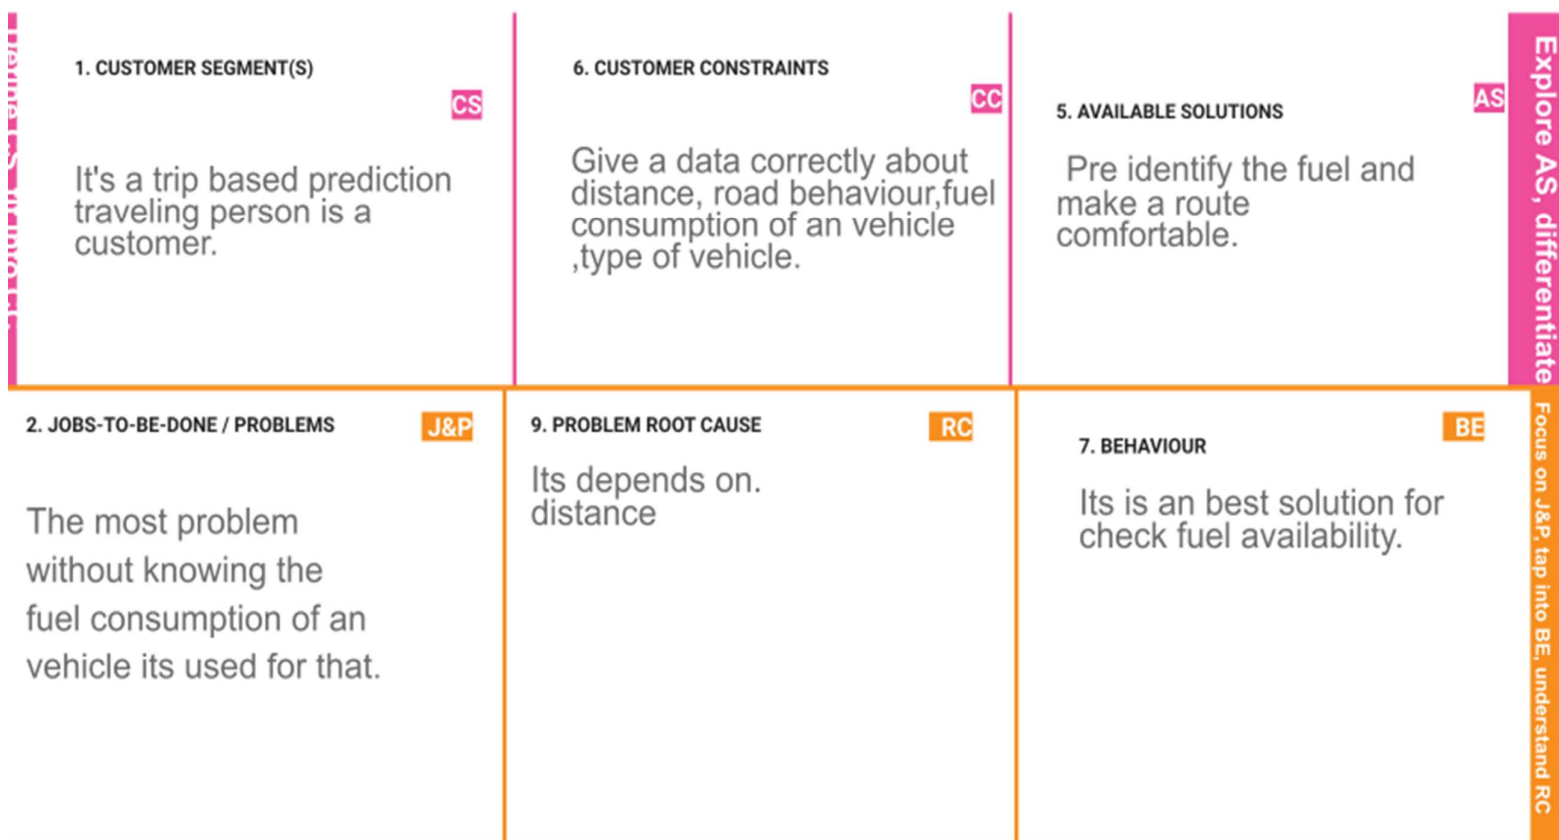 1. CUSTOMER SEGMENT(S)
CS
It's a trip based prediction
traveling person is a
customer.
6. CUSTOMER CONSTRAINTS
CC
Give a data correctly about
distance, road behaviour,fuel
consumption of an vehicle
,type of vehicle.
5. AVAILABLE SOLUTIONS
AS
Pre identify the fuel and
make a route
comfortable.
Explore AS, differentiate
2. JOBS-TO-BE-DONE / PROBLEMS
J&P
The most problem
without knowing the
fuel consumption of an
vehicle its used for that.
9. PROBLEM ROOT CAUSE
RC
Its depends on.
distance
7. BEHAVIOUR
BE
Its is an best solution for
check fuel availability.
Focus on J&P, tap into BE, understand RC